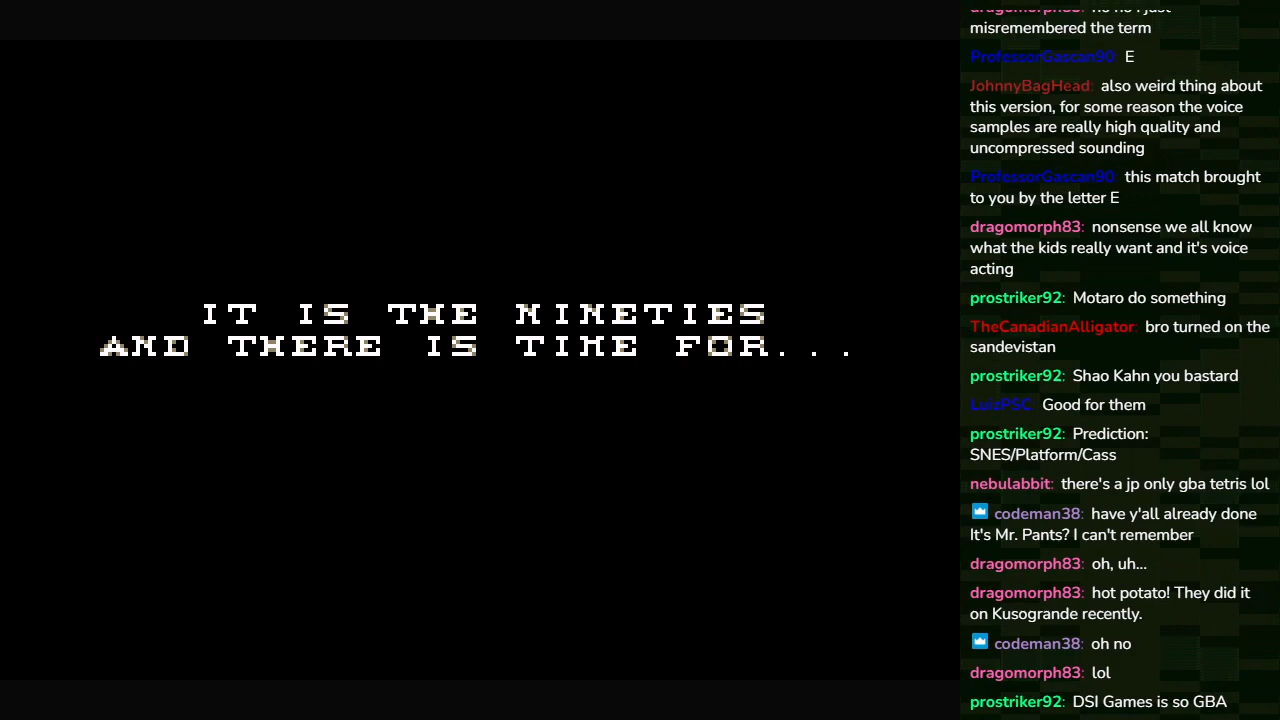 IT IS THE NINETIES
AND THERE IS TIME FOR...
misremembered the term
ProfessorGascan90: E
JohnnyBagHead: also weird thing about
this version, for some reason the voice
samples are really high quality and
uncompressed sounding
ProfessorGascan90: this match brought
to you by the letter E
dragomorph83: nonsense we all know
what the kids really want and it's voice
acting
prostriker92: Motaro do something
TheCanadianAlligator: bro turned on the
sandevistan
prostriker92: Shao Kahn you bastard
LuizPSC: Good for them
prostriker92: Prediction:
SNES/Platform/Cass
nebulabbit: there's a jp only gba tetris lol
codeman38: have y'all already done
It's Mr. Pants? I can't remember
dragomorph83: oh, uh...
dragomorph83: hot potato! They did it
on Kusogrande recently.
codeman38: oh no
dragomorph83: lol
prostriker92: DSI Games is so GBA